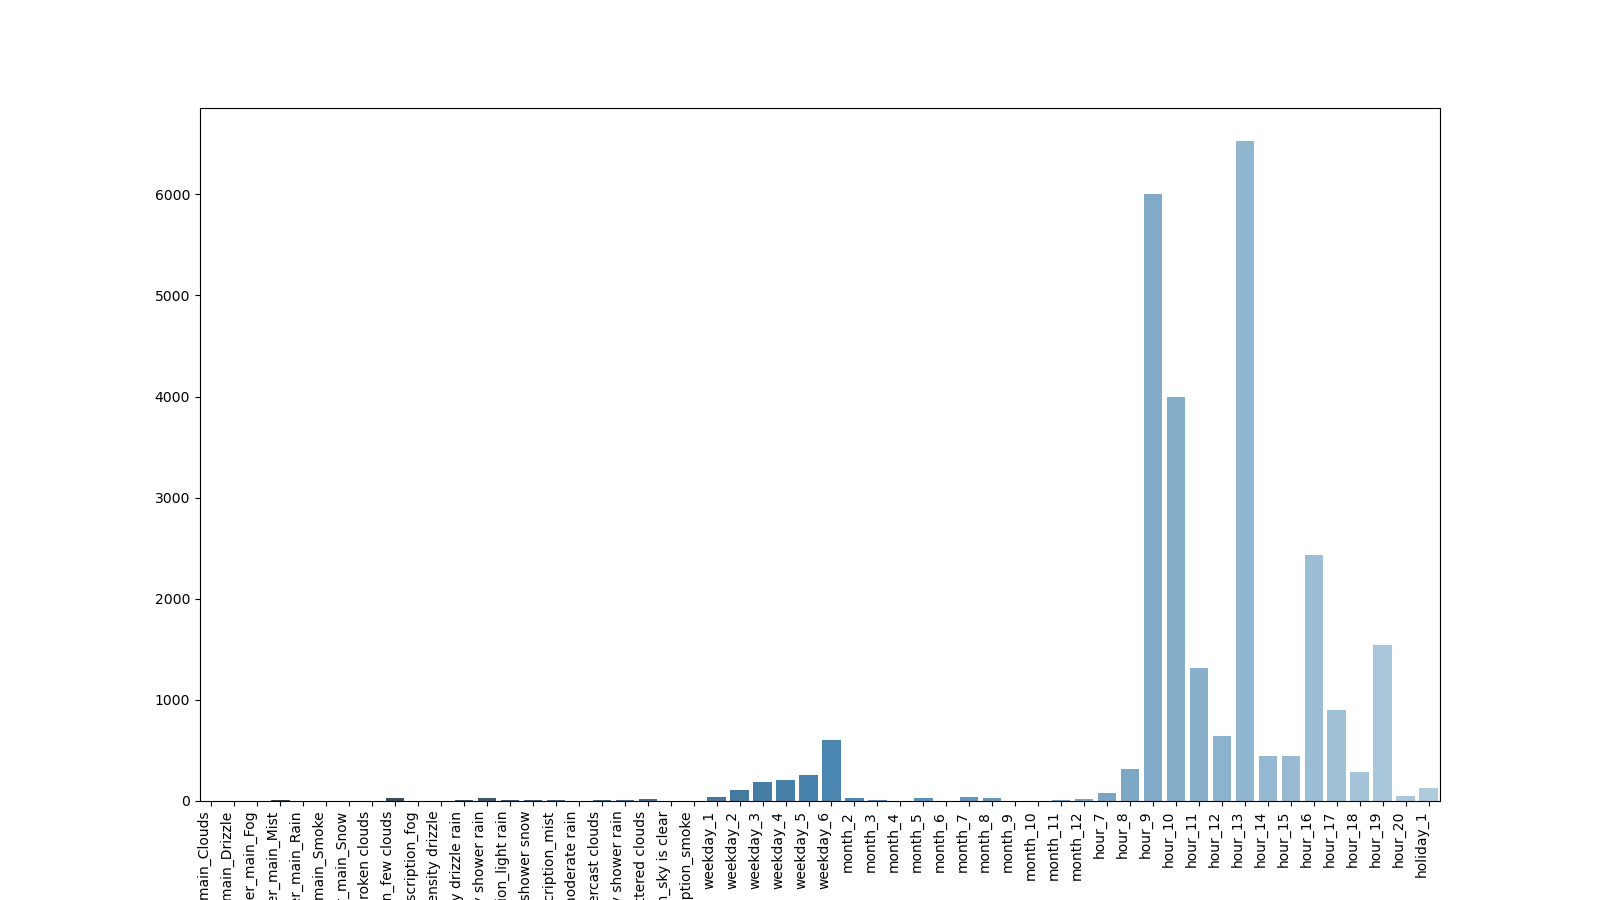 6000
5000
4000
3000
2000
1000
0
main_Clouds
main_Drizzle
er_main_Fog
er_main_Mist
er_main_Rain
main_Smoke
r_main_Snow
roken clouds
n_few clouds
scription_fog
ensity drizzle
y drizzle rain
y shower rain
ion_light rain
shower snow
cription_mist
moderate rain
ercast clouds
y shower rain
ttered clouds
n_sky is clear
ption_smoke
weekday_1
weekday_2
weekday_3
weekday_4
weekday_5
weekday_6
month_2
month_3
month_4
month_5
month_6
month_7
month_8
month_9
month_10
month_11
month_12
hour_7
hour_8
hour_9
hour_10
hour_11
hour_12
hour_13
hour_14
hour_15
hour_16
hour_17
hour_18
hour_19
hour_20
holiday_1